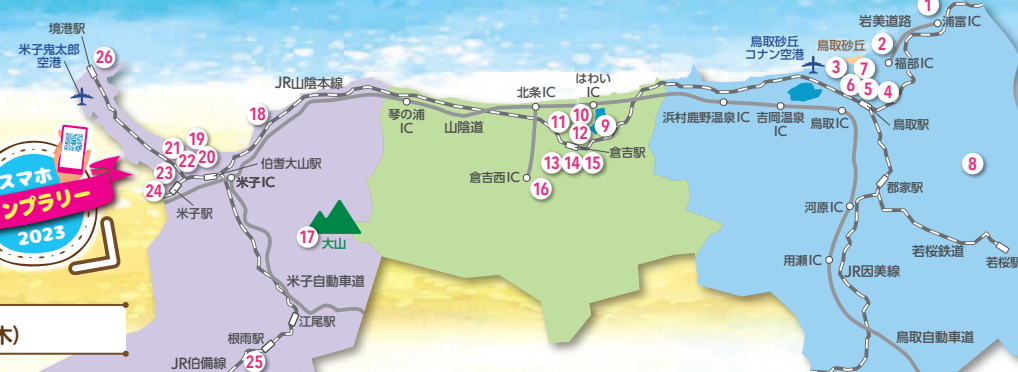 境港駅
米子鬼太郎
空港
26
JR山陰本線
18
19
21
22
20
23
24
伯耆大山駅
米子IC
米子駅
スマホ
ンプラリー
2023
17
大山
米子自動車道
江尾駅
根雨駅
JR伯備線
25
木)
琴の浦
IC
山陰道
北条IC
はわい
IC
10
11
12
9
倉吉駅
13
14
15
倉吉西IC
16
1
岩美道路
浦富IC
2
福部IC
鳥取砂丘
コナン空港
鳥取砂丘
3
7
6
5
4
浜村鹿野温泉IC
吉岡温泉
IC
鳥取IC
鳥取駅
8
郡家駅
河原IC
用瀬IC
若桜鉄道
若桜駅
JR因美線
鳥取自動車道